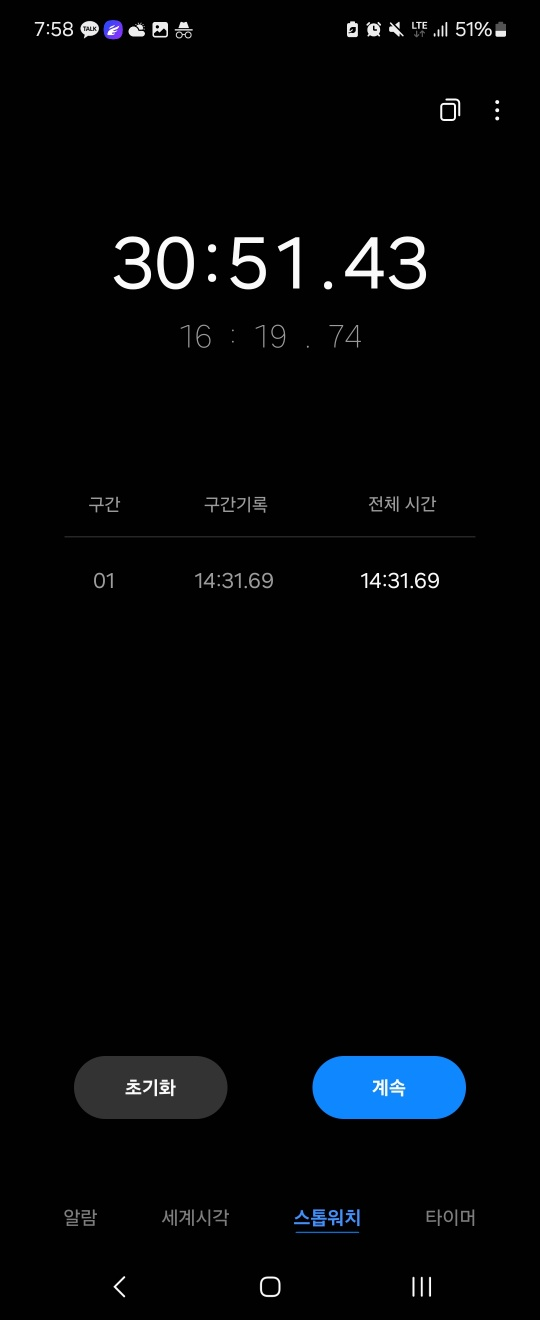 7:58 TALK LTE 51%
30:51.43
16 : 19 . 74
구간 구간기록 전체 시간
01 14:31.69 14:31.69
초기화 계속
알람 세계시각 스톱워치 타이머